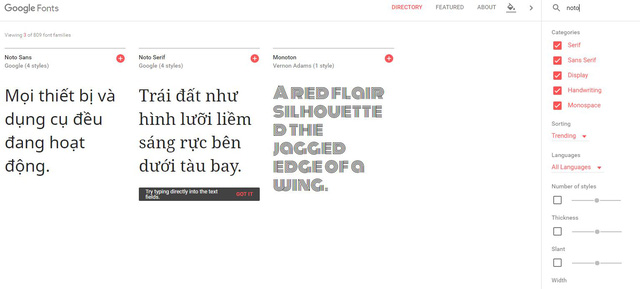 Google Fonts
DIRECTORY
FEATURED
ABOUT
noto
Viewing 3 of 809 font families
Noto Sans
Google (4 styles)
Mọi thiết bị và
dụng cụ đều
đang hoạt
động.
Noto Serif
Google (4 styles)
Trái đất như
hình lưỡi liềm
sáng rực bên
dưới tàu bay.
Try typing directly into the text
fields.
GOT IT
Monoton
Vernon Adams (1 style)
A RED FLAIR
SILHOUETTE
D THE
JAGGED
EDGE OF A
WING.
Categories
Serif
Sans Serif
Display
Handwriting
Monospace
Sorting
Trending
Languages
All Languages
Number of styles
Thickness
Slant
Width